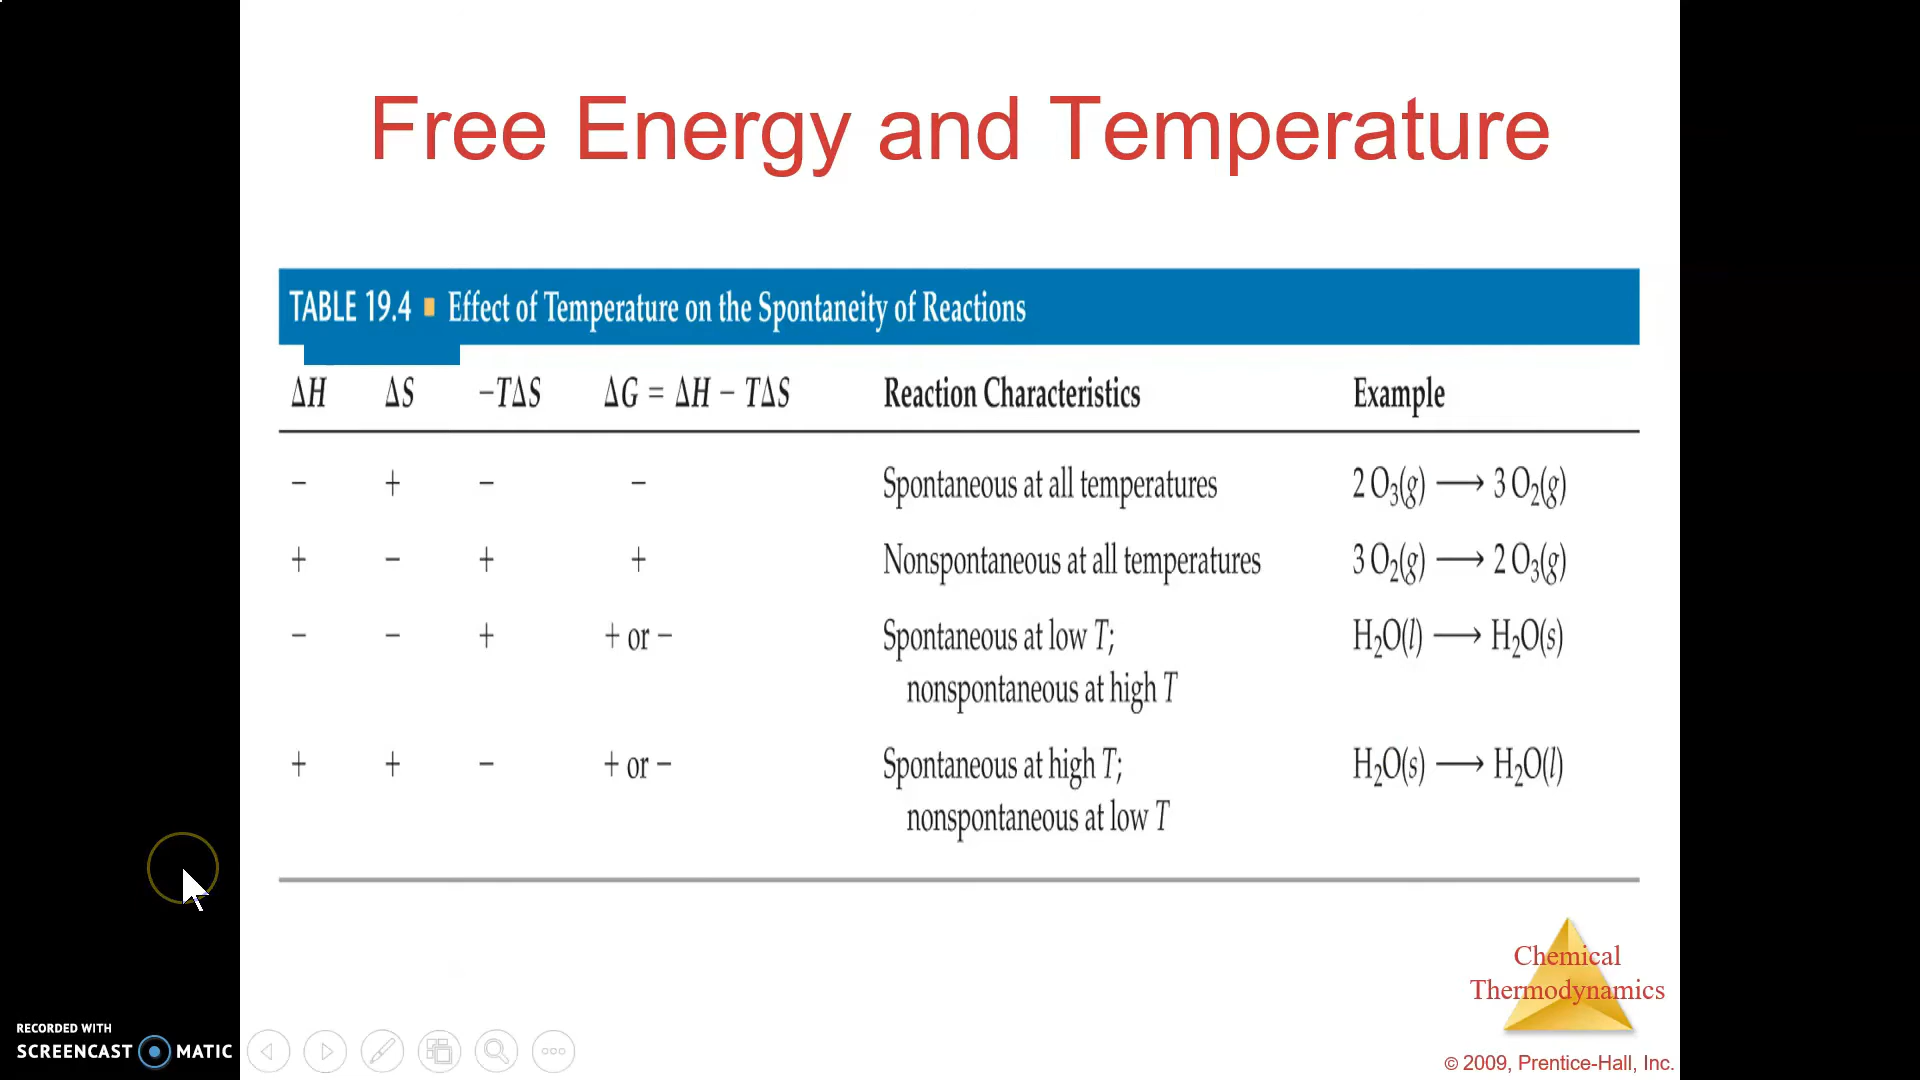 Free Energy and Temperature
TABLE 19.4 ■ Effect of Temperature on the Spontaneity of Reactions
ΔH ΔS −TΔS ΔG = ΔH − TΔS Reaction Characteristics Example
− + − − Spontaneous at all temperatures 2 O₃(g) ⟶ 3 O₂(g)
+ − + + Nonspontaneous at all temperatures 3 O₂(g) ⟶ 2 O₃(g)
− − + + or − Spontaneous at low T; H₂O(l) ⟶ H₂O(s)
nonspontaneous at high T
+ + − + or − Spontaneous at high T; H₂O(s) ⟶ H₂O(l)
nonspontaneous at low T
Chemical
Thermodynamics
© 2009, Prentice-Hall, Inc.
RECORDED WITH
SCREENCAST MATIC